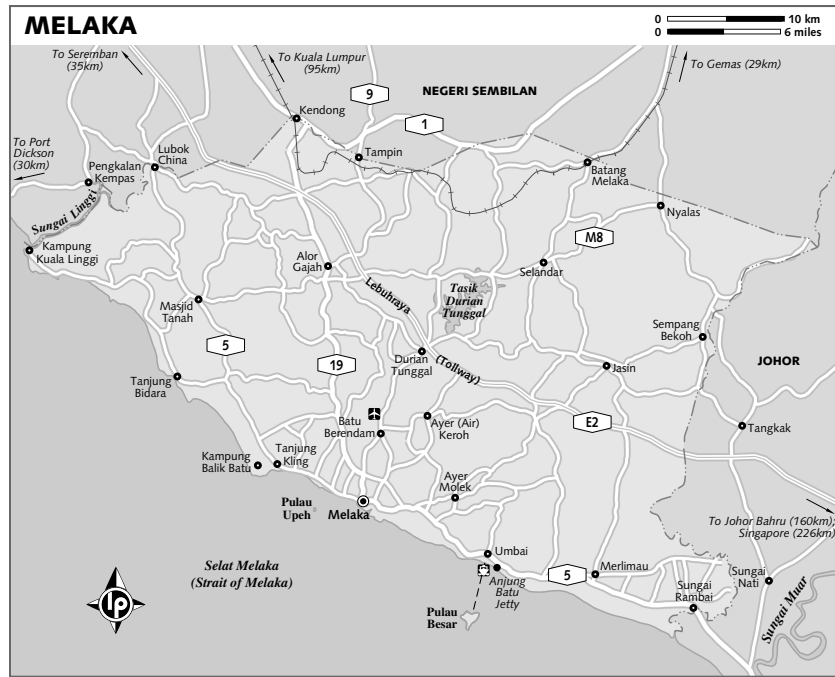 MELAKA
0 10 km
0 6 miles
To Seremban
(35km)
To Kuala Lumpur
(95km)
9
NEGERI SEMBILAN
To Gemas (29km)
Kendong
1
To Port
Dickson
(30km)
Lubok
China
Tampin
Pengkalan
Kempas
Batang
Melaka
Sungai Linggi
Nyalas
M8
Kampung
Kuala Linggi
Alor
Gajah
Selandar
Lebuhraya
Tasik
Durian
Tunggal
Masjid
Tanah
Sempang
Bekoh
5
19
Durian
Tunggal
(Tollway)
Jasin
JOHOR
Tanjung
Bidara
Batu
Berendam
Ayer (Air)
Keroh
E2
Tangkak
Kampung
Balik Batu
Tanjung
Kling
Ayer
Molek
Pulau
Upeh
Melaka
To Johor Bahru (160km);
Singapore (226km)
Umbai
Selat Melaka
(Strait of Melaka)
Anjung
Batu
Jetty
5
Merlimau
Sungai
Nati
Sungai
Rambai
Sungai Muar
lp
Pulau
Besar